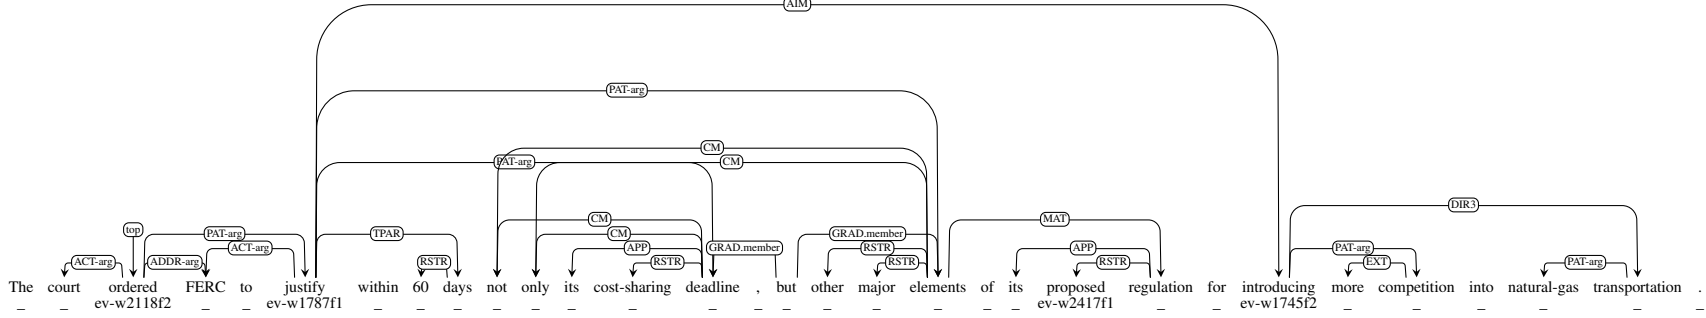 AIM
PAT-arg
CM
PAT-arg CM
DIR3
CM MAT
top PAT-arg TPAR CM GRAD.member
ACT-arg APP GRAD.member RSTR APP PAT-arg
ACT-arg ADDR-arg RSTR RSTR RSTR RSTR EXT PAT-arg
The court ordered FERC to justify within 60 days not only its cost-sharing deadline , but other major elements of its proposed regulation for introducing more competition into natural-gas transportation .
_ _ ev-w2118f2 _ _ ev-w1787f1 _ _ _ _ _ _ _ _ _ _ _ _ _ _ _ ev-w2417f1 _ _ ev-w1745f2 _ _ _ _ _ _